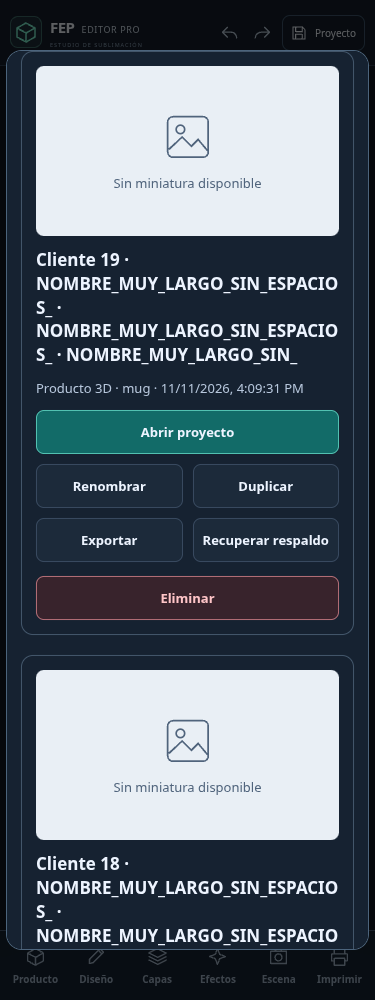 FEP EDITOR PRO
ESTUDIO DE SUBLIMACIÓN
Proyecto
Sin miniatura disponible
Cliente 19 ·
NOMBRE_MUY_LARGO_SIN_ESPACIO
S_ ·
NOMBRE_MUY_LARGO_SIN_ESPACIO
S_ · NOMBRE_MUY_LARGO_SIN_
Producto 3D · mug · 11/11/2026, 4:09:31 PM
Abrir proyecto
Renombrar
Duplicar
Exportar
Recuperar respaldo
Eliminar
Sin miniatura disponible
Cliente 18 ·
NOMBRE_MUY_LARGO_SIN_ESPACIO
S_ ·
NOMBRE_MUY_LARGO_SIN_ESPACIO
Producto
Diseño
Capas
Efectos
Escena
Imprimir